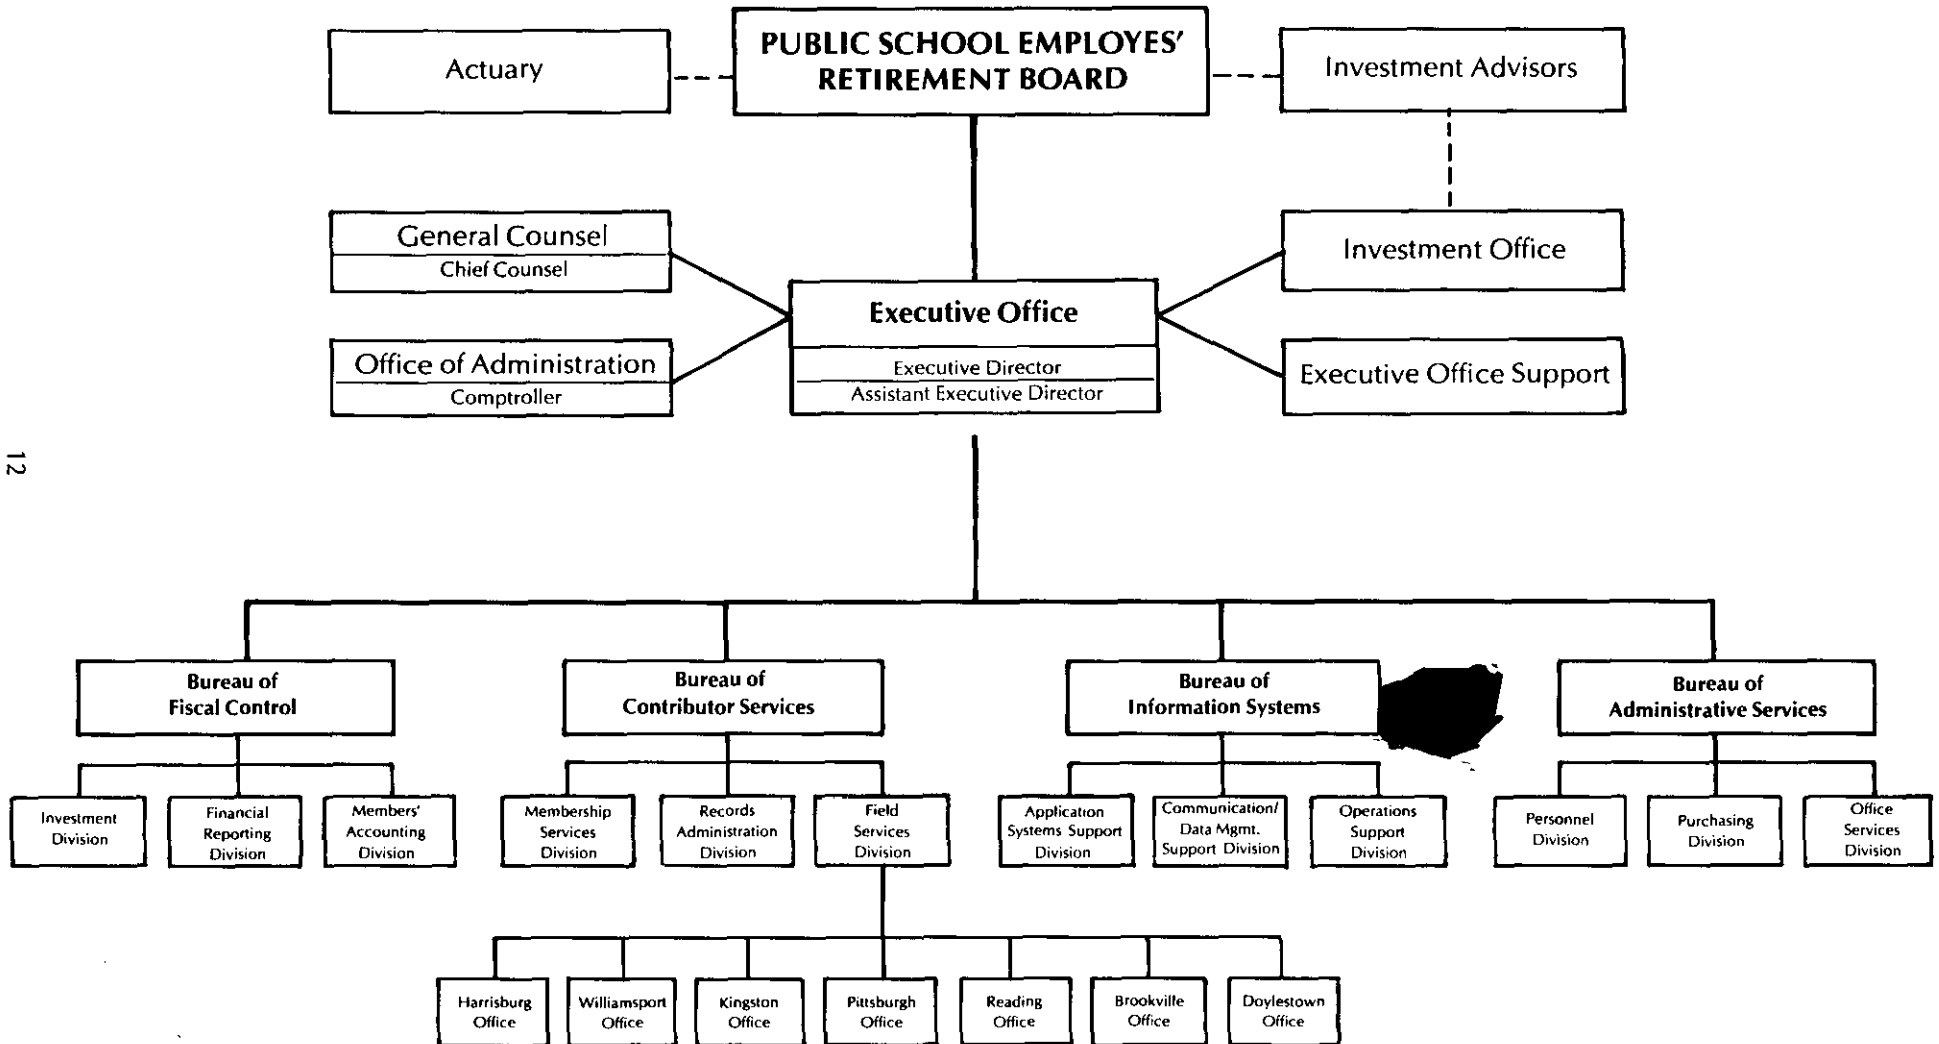 Actuary
PUBLIC SCHOOL EMPLOYES'
RETIREMENT BOARD
Investment Advisors
General Counsel
Chief Counsel
Investment Office
Executive Office
Executive Director
Assistant Executive Director
Office of Administration
Comptroller
Executive Office Support
12
Bureau of
Fiscal Control
Bureau of
Contributor Services
Bureau of
Information Systems
Bureau of
Administrative Services
Investment
Division
Financial
Reporting
Division
Members'
Accounting
Division
Membership
Services
Division
Records
Administration
Division
Field
Services
Division
Application
Systems Support
Division
Communication/
Data Mgmt.
Support Division
Operations
Support
Division
Personnel
Division
Purchasing
Division
Office
Services
Division
Harrisburg
Office
Williamsport
Office
Kingston
Office
Pittsburgh
Office
Reading
Office
Brookville
Office
Doylestown
Office